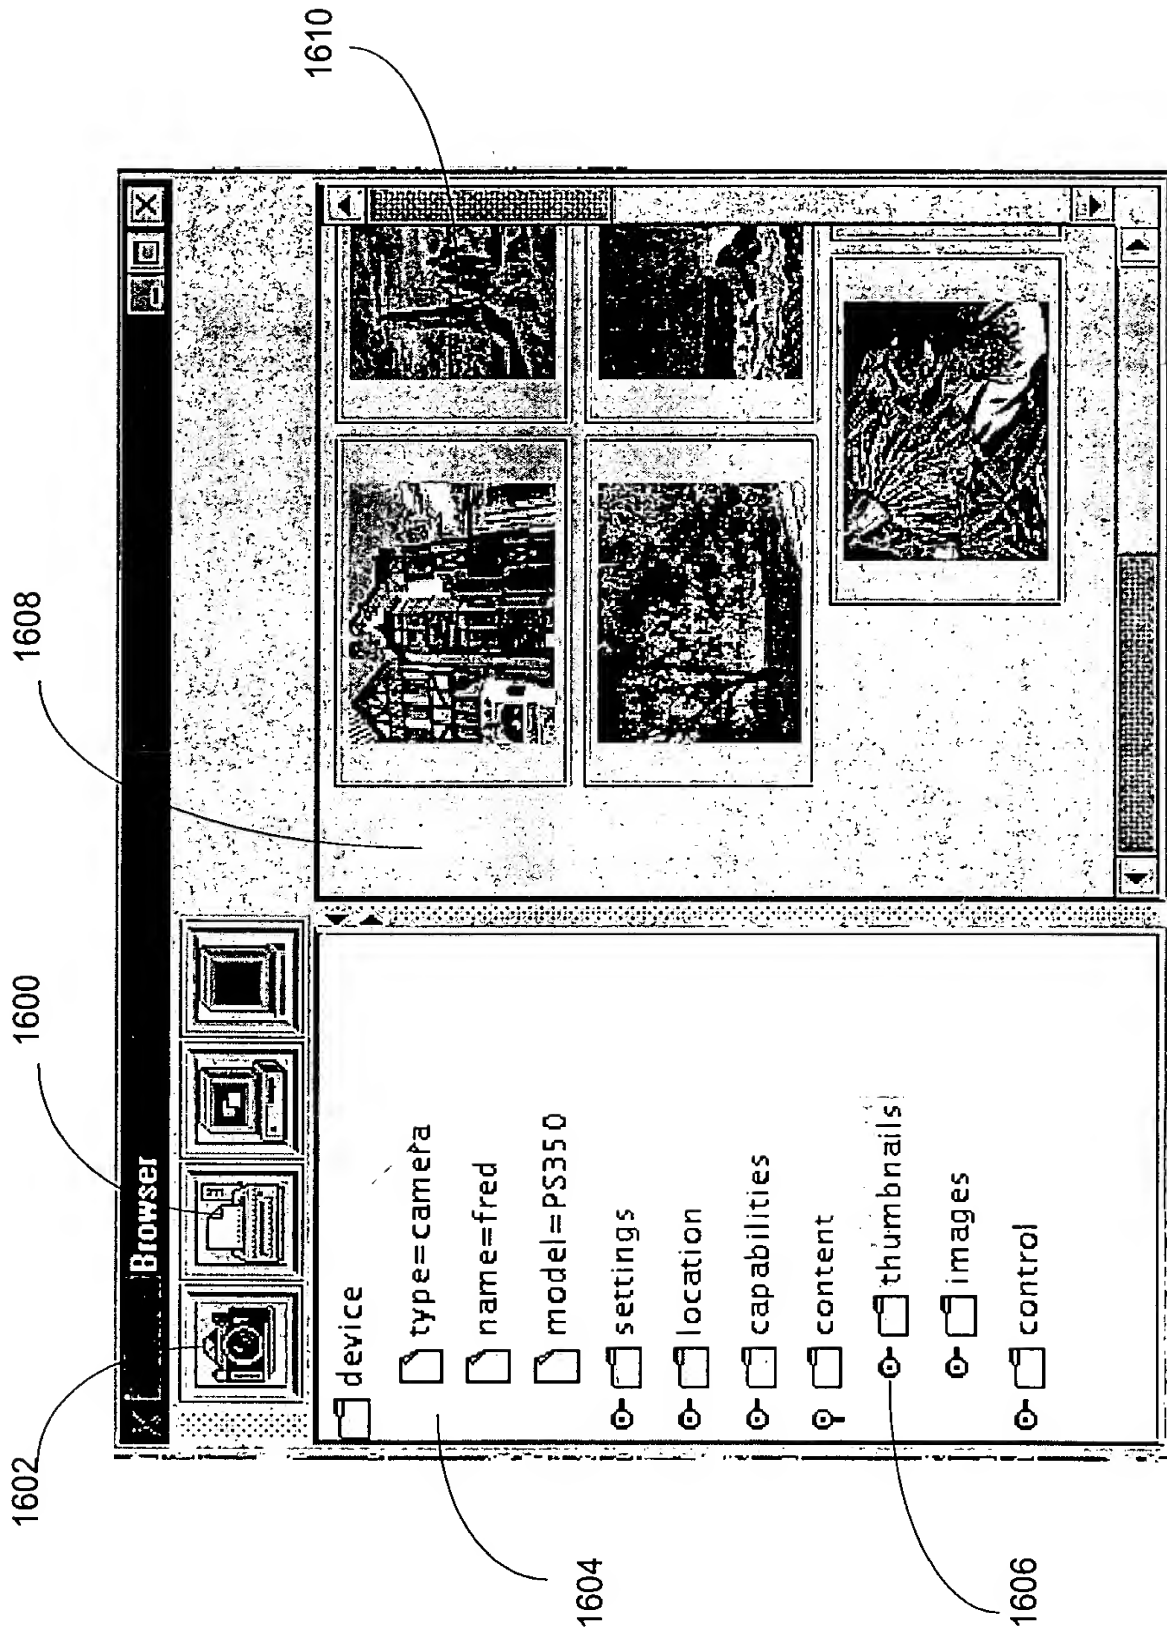 1602
1600
1608
1610
Browser
device
type=camera
name=fred
model=PS350
settings
location
capabilities
content
thumbnails
images
control
1604
1606